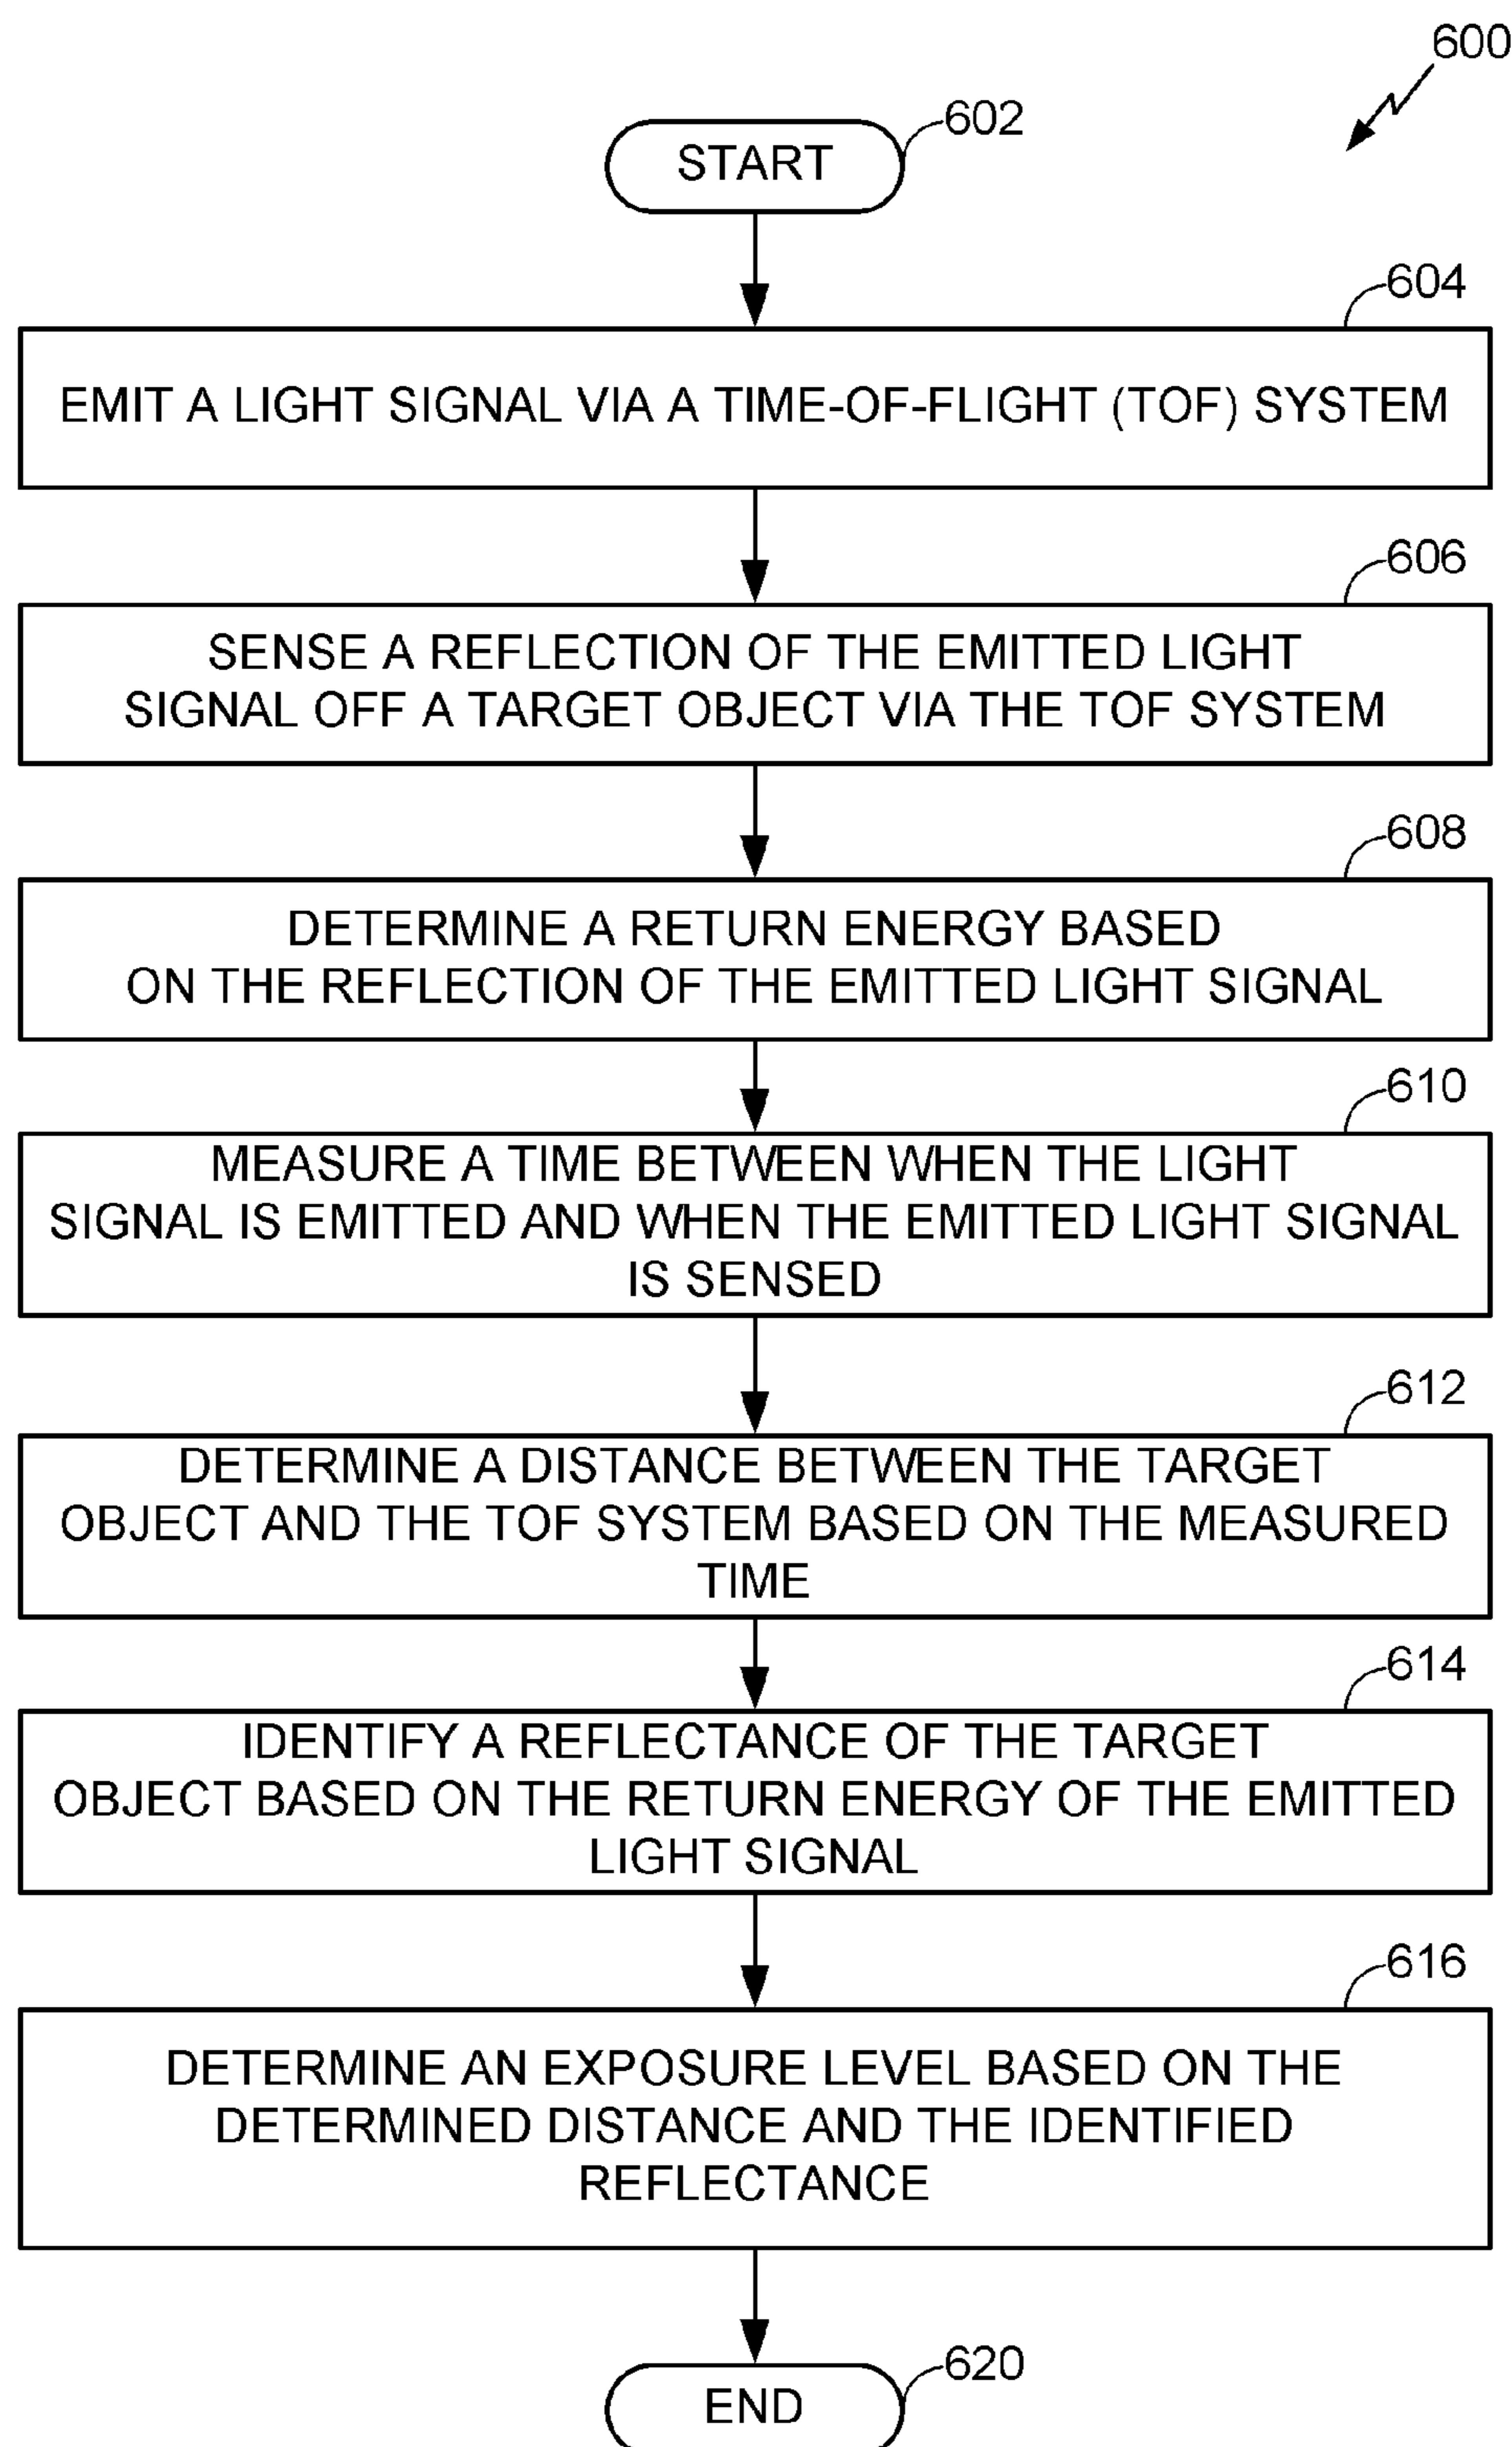 600
602
START
604
EMIT A LIGHT SIGNAL VIA A TIME-OF-FLIGHT (TOF) SYSTEM
606
SENSE A REFLECTION OF THE EMITTED LIGHT
SIGNAL OFF A TARGET OBJECT VIA THE TOF SYSTEM
608
DETERMINE A RETURN ENERGY BASED
ON THE REFLECTION OF THE EMITTED LIGHT SIGNAL
610
MEASURE A TIME BETWEEN WHEN THE LIGHT
SIGNAL IS EMITTED AND WHEN THE EMITTED LIGHT SIGNAL
IS SENSED
612
DETERMINE A DISTANCE BETWEEN THE TARGET
OBJECT AND THE TOF SYSTEM BASED ON THE MEASURED
TIME
614
IDENTIFY A REFLECTANCE OF THE TARGET
OBJECT BASED ON THE RETURN ENERGY OF THE EMITTED
LIGHT SIGNAL
616
DETERMINE AN EXPOSURE LEVEL BASED ON THE
DETERMINED DISTANCE AND THE IDENTIFIED
REFLECTANCE
620
END